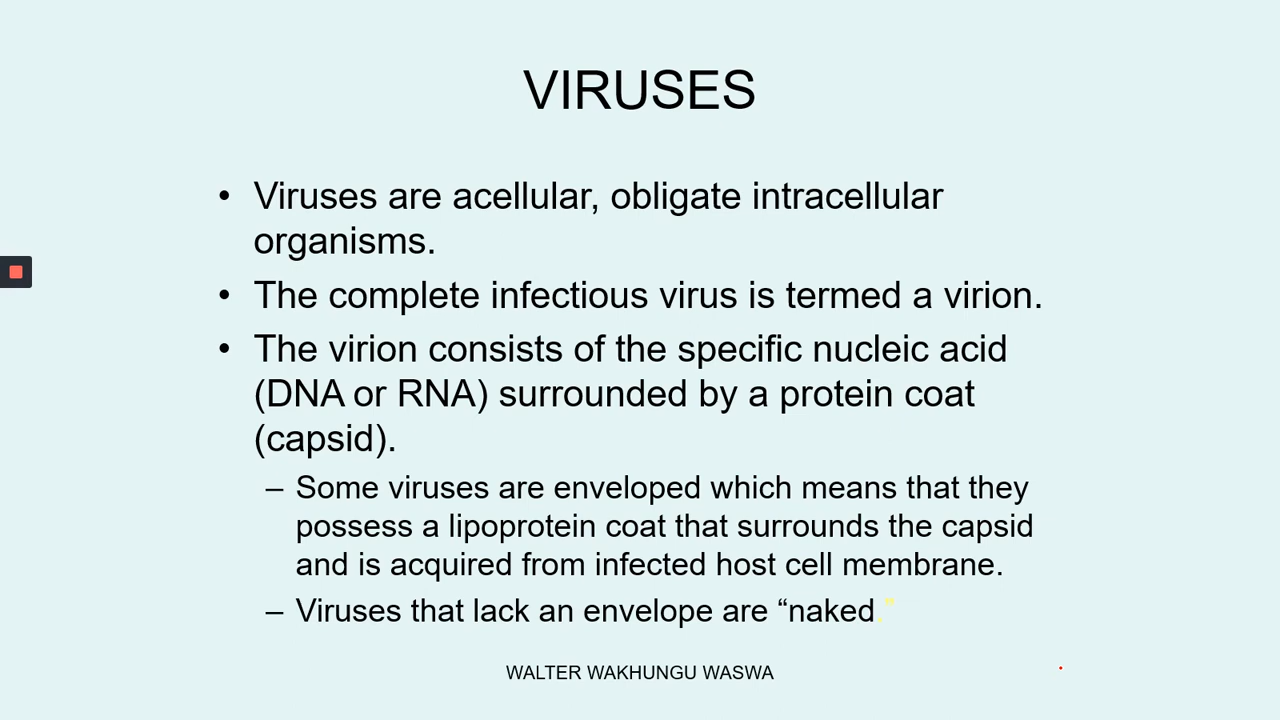 VIRUSES
• Viruses are acellular, obligate intracellular
organisms.
• The complete infectious virus is termed a virion.
• The virion consists of the specific nucleic acid
(DNA or RNA) surrounded by a protein coat
(capsid).
– Some viruses are enveloped which means that they
possess a lipoprotein coat that surrounds the capsid
and is acquired from infected host cell membrane.
– Viruses that lack an envelope are “naked.”
WALTER WAKHUNGU WASWA